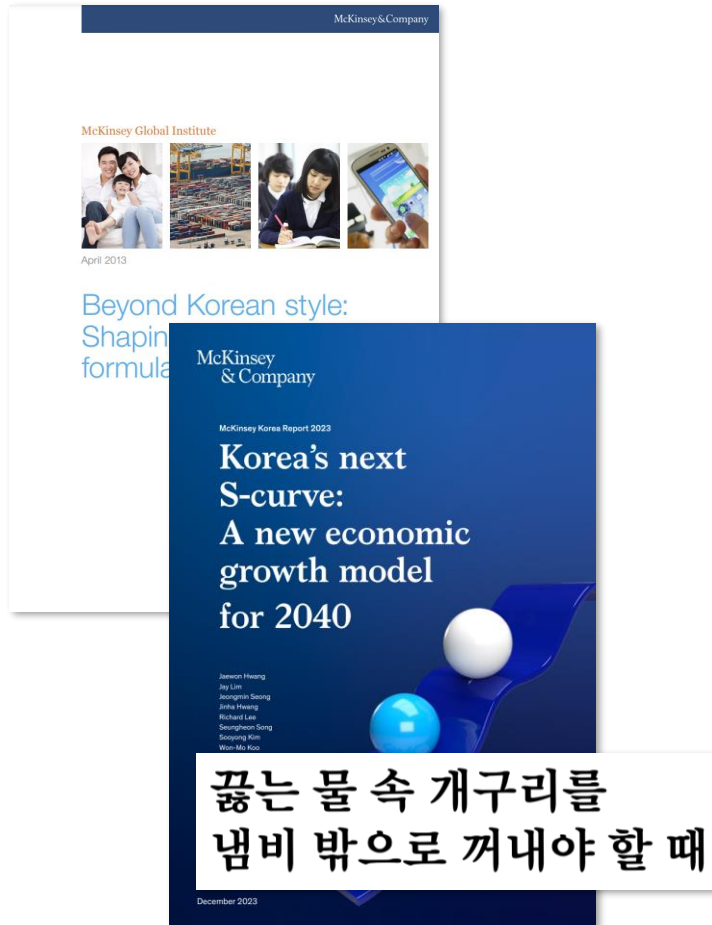 McKinsey&Company
McKinsey Global Institute
April 2013
Beyond Korean style:
Shapin
formula
McKinsey
& Company
McKinsey Korea Report 2023
Korea's next
S-curve:
A new economic
growth model
for 2040
Jaewon Hwang
Jay Lim
Jeongmin Seong
Jinha Hwang
Richard Lee
Seungheon Song
Sooyong Kim
Won-Mo Koo
끓는 물 속 개구리를
냄비 밖으로 꺼내야 할 때
December 2023